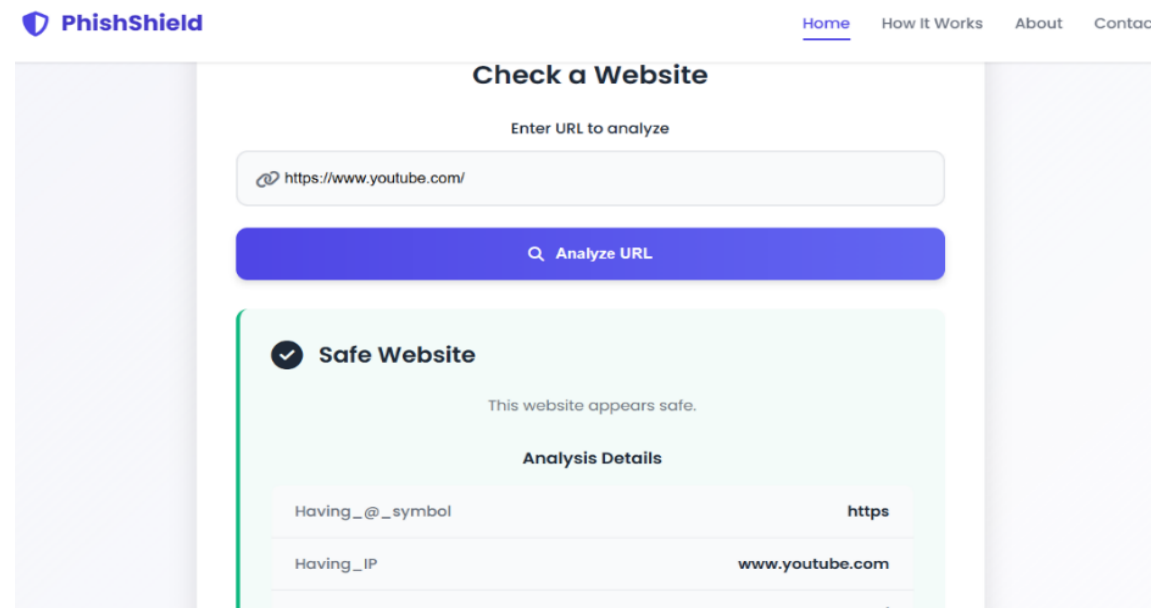 PhishShield
Home How It Works About Contac
Check a Website
Enter URL to analyze
https://www.youtube.com/
Analyze URL
Safe Website
This website appears safe.
Analysis Details
Having_@_symbol https
Having_IP www.youtube.com